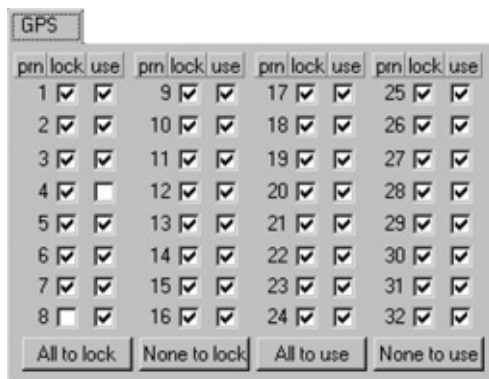 GPS
prn lock use prn lock use prn lock use prn lock use
1 9 17 25
2 10 18 26
3 11 19 27
4 12 20 28
5 13 21 29
6 14 22 30
7 15 23 31
8 16 24 32
All to lock None to lock All to use None to use